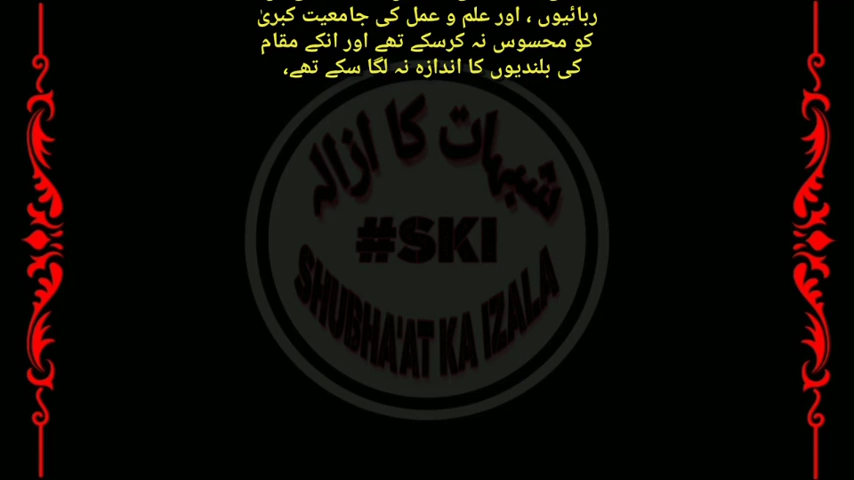 ربائیوں ، اور علم و عمل کی جامعیت کبریٰ
کو محسوس نہ کرسکے تھے اور انکے مقام
کی بلندیوں کا اندازہ نہ لگا سکے تھے،
شبہات کا ازالہ
#SKI
SHUBHA'AT KA IZALA